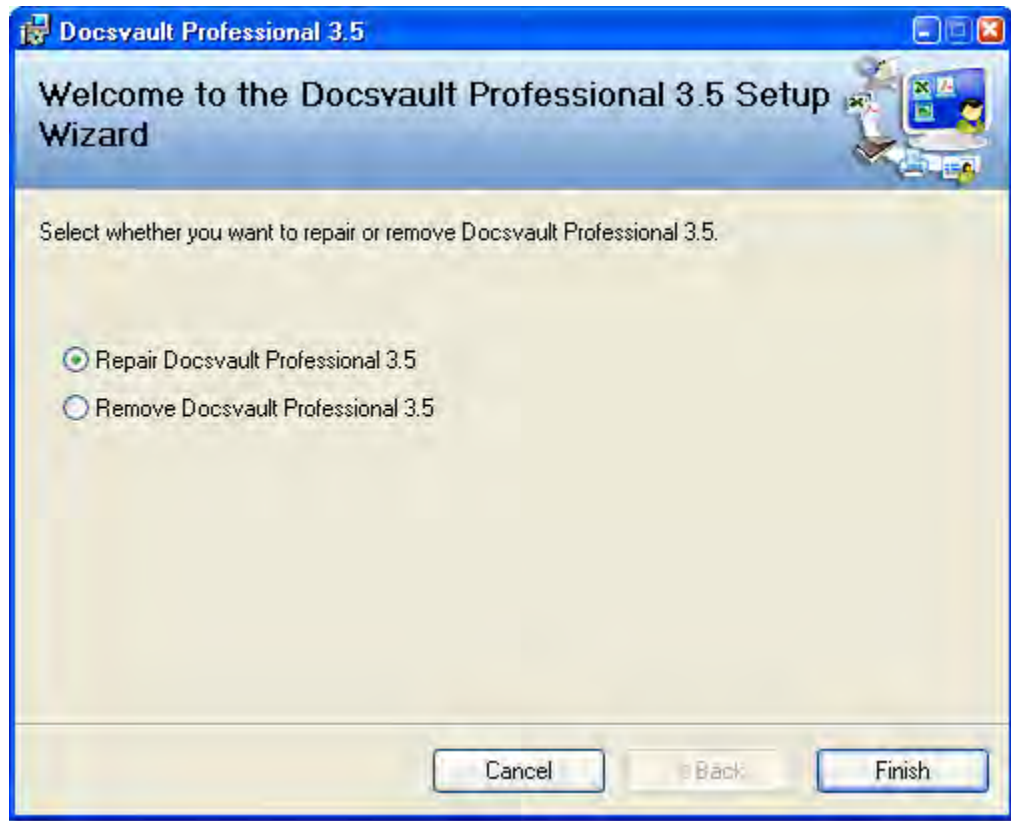 Docsvault Professional 3.5
Welcome to the Docsvault Professional 3.5 Setup
Wizard
Select whether you want to repair or remove Docsvault Professional 3.5.
Repair Docsvault Professional 3.5
Remove Docsvault Professional 3.5
Cancel
< Back
Finish